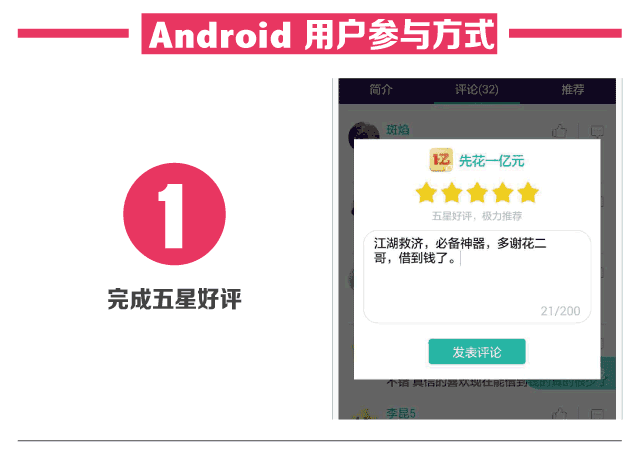 Android 用户参与方式
简介 评论(32) 推荐
斑焰
1亿 先花一亿元
五星好评，极力推荐
江湖救济，必备神器，多谢花二
哥，借到钱了。
21/200
发表评论
1
完成五星好评
李昆5